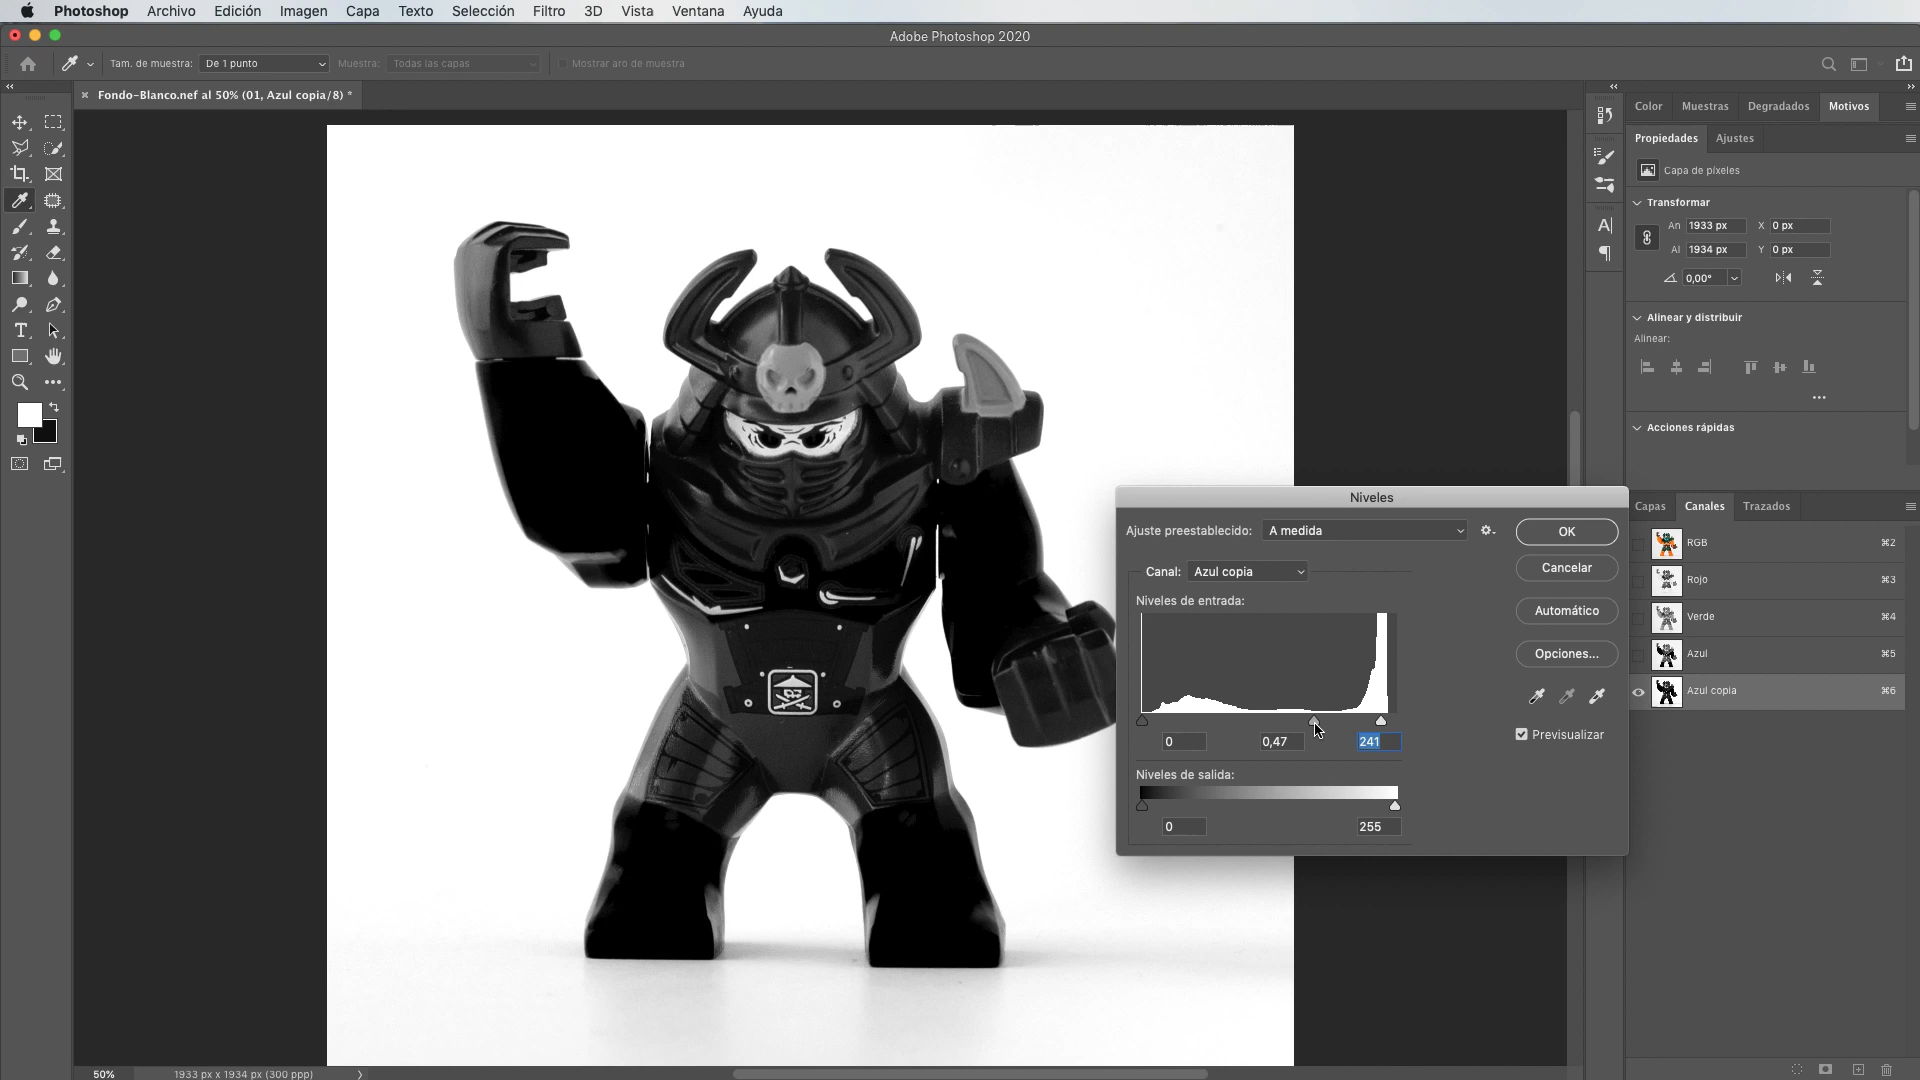 Photoshop Archivo Edición Imagen Capa Texto Selección Filtro 3D Vista Ventana Ayuda
Adobe Photoshop 2020
Tam. de muestra: De 1 punto Muestra: Todas las capas Mostrar aro de muestra
Fondo-Blanco.nef al 50% (01, Azul copia/8) *
Color Muestras Degradados Motivos
Propiedades Ajustes
Capa de píxeles
Transformar
An 1933 px X 0 px
Al 1934 px Y 0 px
0,00°
Alinear y distribuir
Alinear:
Acciones rápidas
Capas Canales Trazados
RGB ⌘2
Rojo ⌘3
Verde ⌘4
Azul ⌘5
Azul copia ⌘6
Niveles
Ajuste preestablecido: A medida
OK
Canal: Azul copia
Cancelar
Niveles de entrada:
Automático
Opciones...
Previsualizar
0 0,47 241
Niveles de salida:
0 255
50% 1933 px x 1934 px (300 ppp)